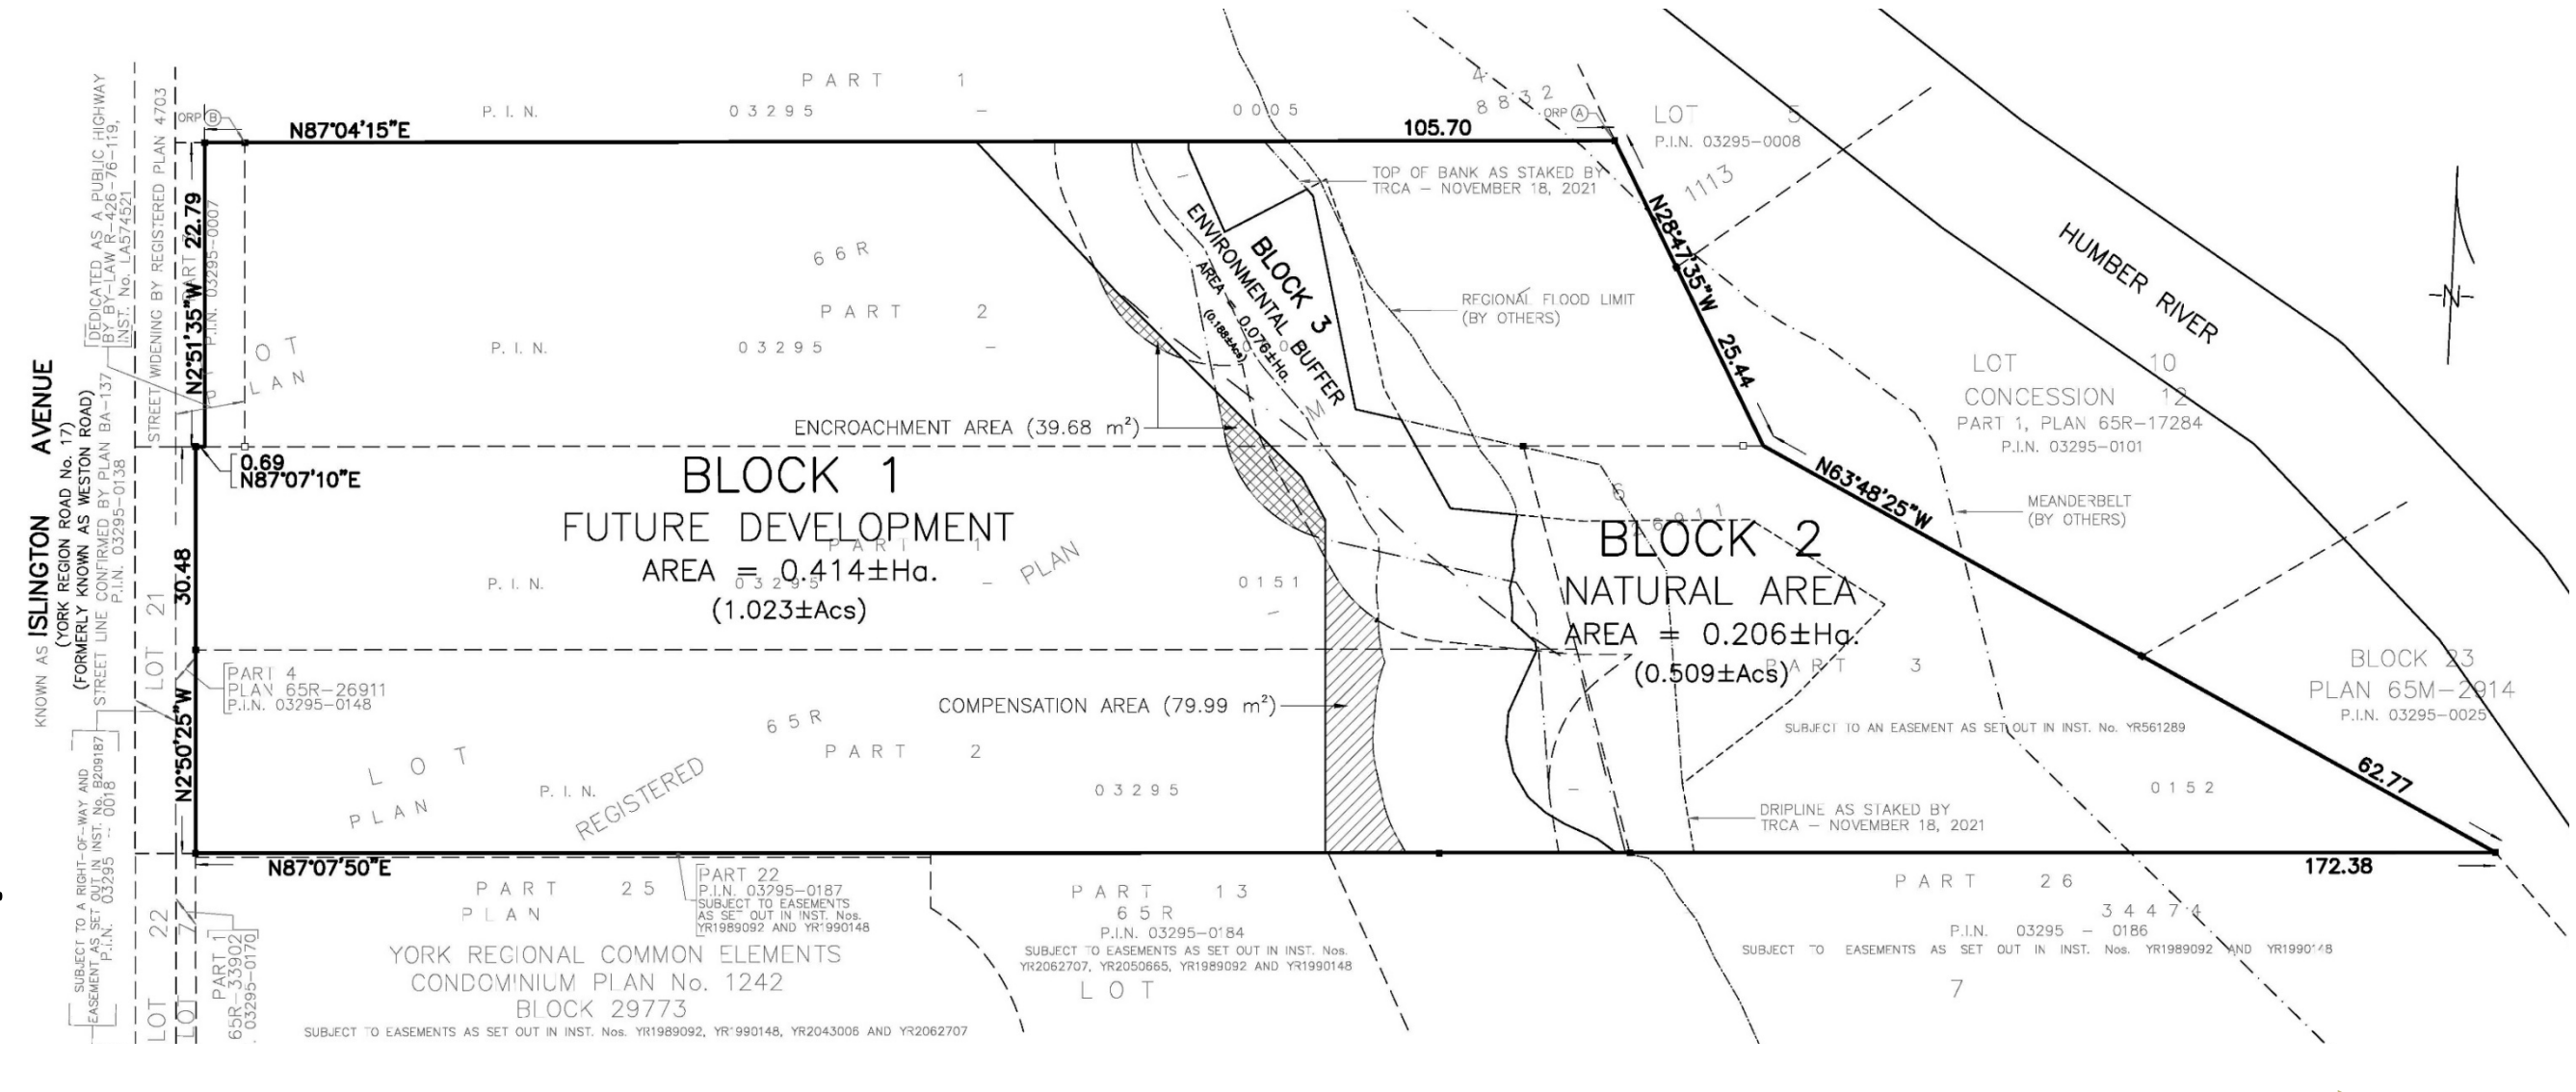 PART 1
P. I. N. 03295 – 0005
4
8832
ORP Ⓑ
N87°04'15"E
105.70
ORP Ⓐ
LOT 5
P.I.N. 03295-0008
1113
TOP OF BANK AS STAKED BY
TRCA – NOVEMBER 18, 2021
N28°47'35"W
25.44
HUMBER RIVER
N
DEDICATED AS A PUBLIC HIGHWAY
BY BY-LAW R-426-76-119,
INST. No. LA574521
STREET WIDENING BY REGISTERED PLAN 4703
N2°51'35"W
22.79
P.I.N. 03295-0007
LOT
PLAN
66R
PART 2
P. I. N. 03295 –
BLOCK 3
ENVIRONMENTAL BUFFER
AREA = 0.076±Ha.
(0.188±Acs)
M
REGIONAL FLOOD LIMIT
(BY OTHERS)
LOT 10
CONCESSION 12
PART 1, PLAN 65R-17284
P.I.N. 03295-0101
KNOWN AS ISLINGTON AVENUE
(YORK REGION ROAD No. 17)
(FORMERLY KNOWN AS WESTON ROAD)
STREET LINE CONFIRMED BY PLAN BA-137
P.I.N. 03295-0138
ENCROACHMENT AREA (39.68 m²)
0.69
N87°07'10"E
BLOCK 1
FUTURE DEVELOPMENT
AREA = 0.414±Ha.
(1.023±Acs)
PART 1
P. I. N. 03295 – 0151
PLAN
N63°48'25"W
MEANDERBELT
(BY OTHERS)
6
26911
BLOCK 2
NATURAL AREA
AREA = 0.206±Ha.
(0.509±Acs)
PART 3
30.48
LOT 21
N2°50'25"W
PART 4
PLAN 65R-26911
P.I.N. 03295-0148
COMPENSATION AREA (79.99 m²)
BLOCK 23
PLAN 65M-2914
P.I.N. 03295-0025
SUBJECT TO AN EASEMENT AS SET OUT IN INST. No. YR561289
65R
PART 2
LOT
PLAN
P. I. N. 03295 –
0152
REGISTERED
62.77
DRIPLINE AS STAKED BY
TRCA – NOVEMBER 18, 2021
SUBJECT TO A RIGHT-OF-WAY AND
EASEMENT AS SET OUT IN INST. No. B209187
P.I.N. 03295 – 0018
N87°07'50"E
172.38
PART 25
PLAN
PART 22
P.I.N. 03295-0187
SUBJECT TO EASEMENTS
AS SET OUT IN INST. Nos.
YR1989092 AND YR1990148
PART 13
65R
P.I.N. 03295-0184
SUBJECT TO EASEMENTS AS SET OUT IN INST. Nos.
YR2062707, YR2050665, YR1989092 AND YR1990148
LOT
PART 26
34474
P.I.N. 03295 – 0186
SUBJECT TO EASEMENTS AS SET OUT IN INST. Nos. YR1989092 AND YR1990148
7
LOT 22
LOT 7
PART 1
65R-33902
03295-0170
YORK REGIONAL COMMON ELEMENTS
CONDOMINIUM PLAN No. 1242
BLOCK 29773
SUBJECT TO EASEMENTS AS SET OUT IN INST. Nos. YR1989092, YR1990148, YR2043006 AND YR2062707